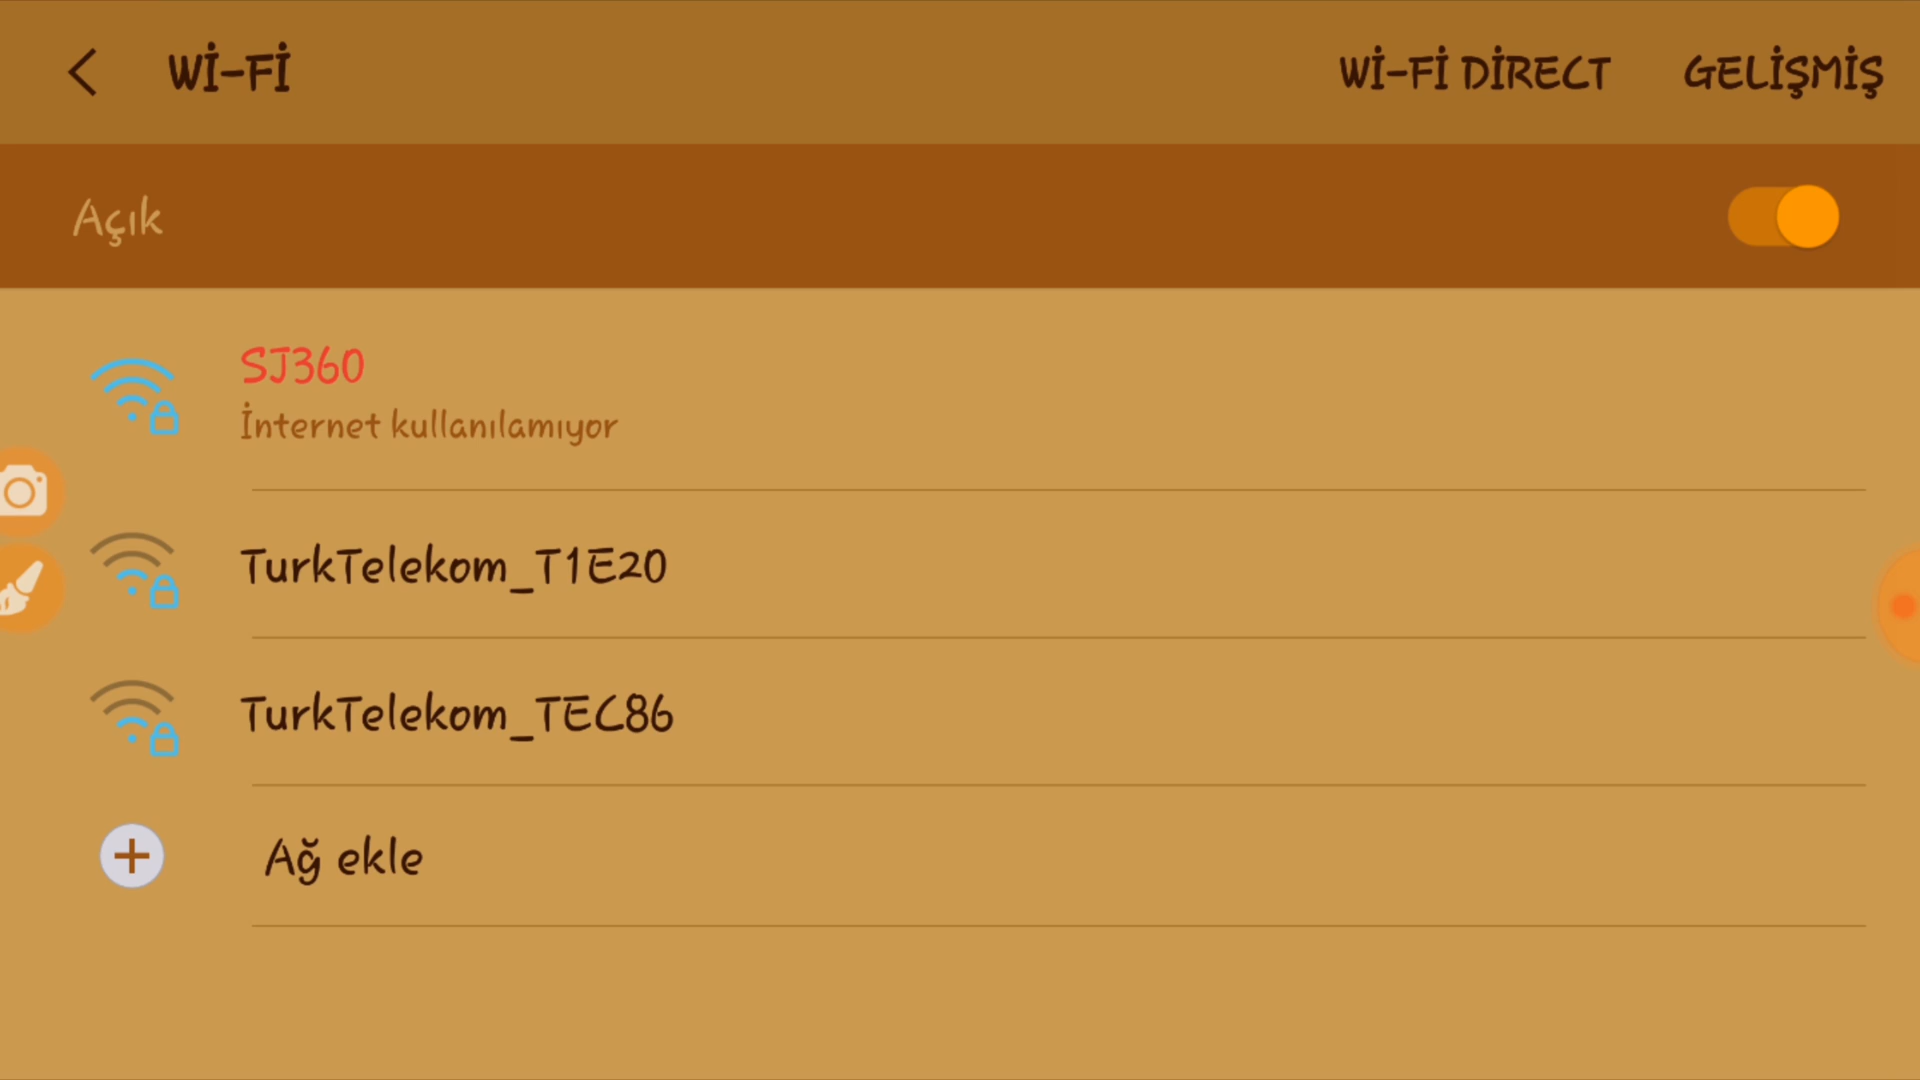 Wİ-Fİ
Wİ-Fİ DİRECT
GELİŞMİŞ
Açık
SJ360
İnternet kullanılamıyor
TurkTelekom_T1E20
TurkTelekom_TEC86
Ağ ekle